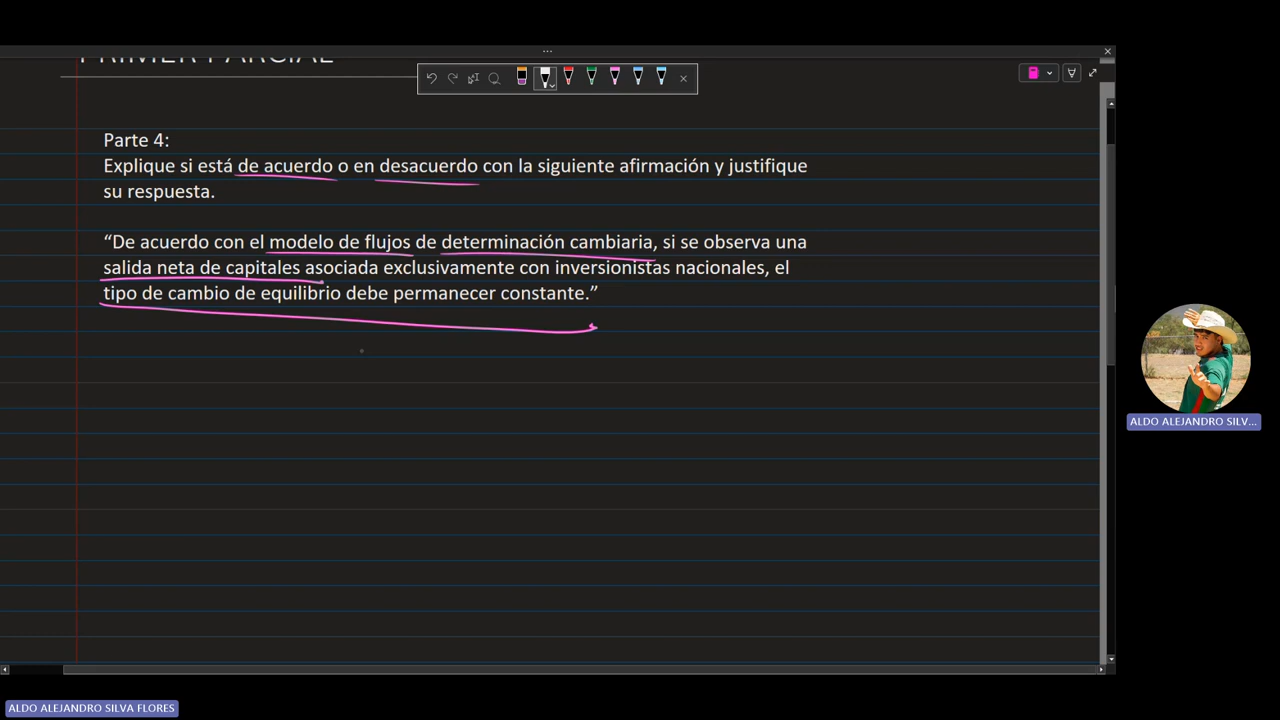 PRIMER PARCIAL
Parte 4:
Explique si está de acuerdo o en desacuerdo con la siguiente afirmación y justifique
su respuesta.
“De acuerdo con el modelo de flujos de determinación cambiaria, si se observa una
salida neta de capitales asociada exclusivamente con inversionistas nacionales, el
tipo de cambio de equilibrio debe permanecer constante.”
ALDO ALEJANDRO SILV...
ALDO ALEJANDRO SILVA FLORES